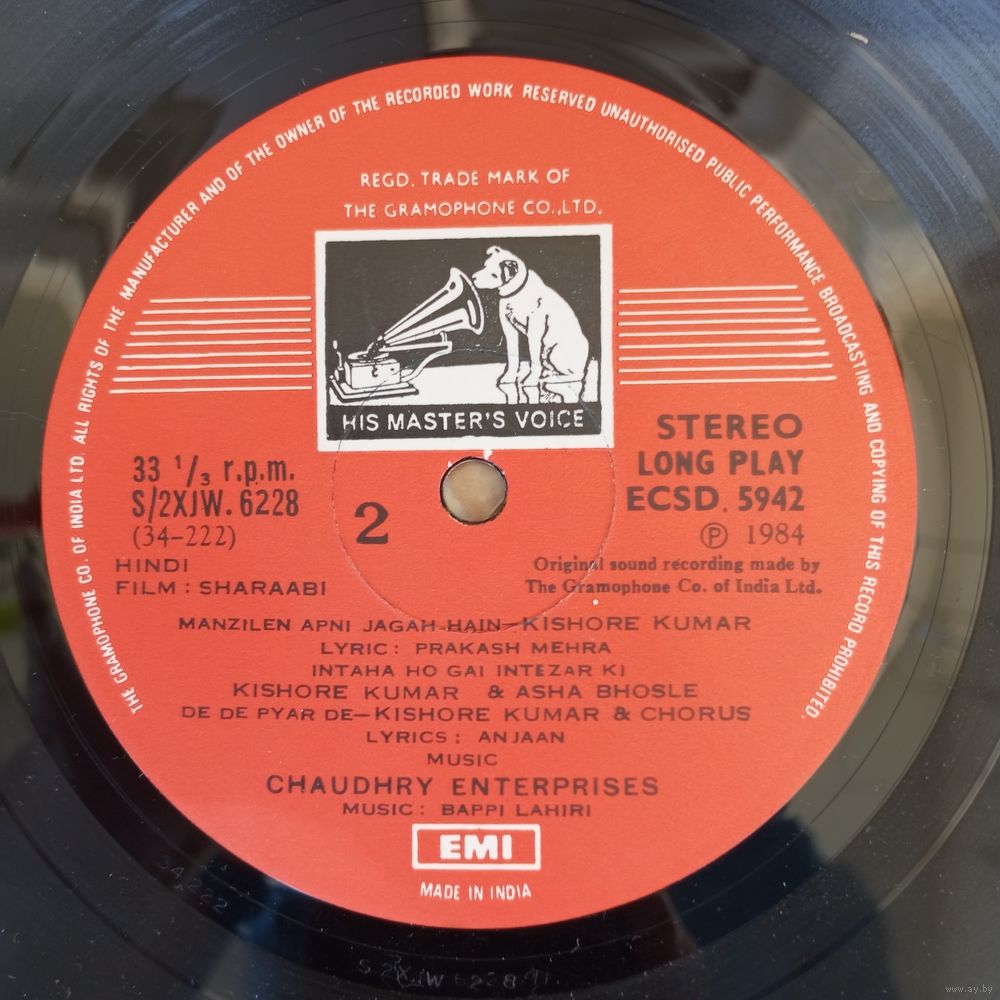 THE GRAMOPHONE CO. OF INDIA LTD. ALL RIGHTS OF THE MANUFACTURER AND OF THE OWNER OF THE RECORDED WORK RESERVED UNAUTHORISED PUBLIC PERFORMANCE BROADCASTING AND COPYING OF THIS RECORD PROHIBITED.
REGD. TRADE MARK OF
THE GRAMOPHONE CO.,LTD.
HIS MASTER'S VOICE
STEREO
LONG PLAY
ECSD. 5942
℗ 1984
33 1/3 r.p.m.
S/2XJW. 6228
(34-222)
2
HINDI
FILM : SHARAABI
Original sound recording made by
The Gramophone Co. of India Ltd.
MANZILEN APNI JAGAH HAIN—KISHORE KUMAR
LYRIC: PRAKASH MEHRA
INTAHA HO GAI INTEZAR KI
KISHORE KUMAR & ASHA BHOSLE
DE DE PYAR DE—KISHORE KUMAR & CHORUS
LYRICS: ANJAAN
MUSIC
CHAUDHRY ENTERPRISES
MUSIC: BAPPI LAHIRI
EMI
MADE IN INDIA
www.ay.by